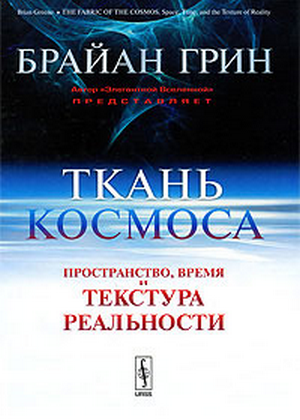 Brian Greene • THE FABRIC OF THE COSMOS: Space, Time, and the Texture of Reality
БРАЙАН ГРИН
Автор «Элегантной Вселенной»
ПРЕДСТАВЛЯЕТ
ТКАНЬ
КОСМОСА
ПРОСТРАНСТВО, ВРЕМЯ
И
ТЕКСТУРА
РЕАЛЬНОСТИ
URSS